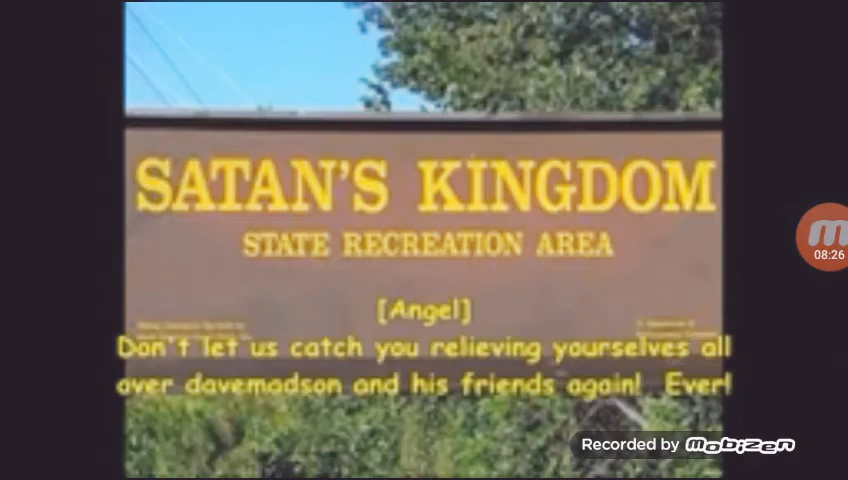 SATAN'S KINGDOM
STATE RECREATION AREA
[Angel]
Don't let us catch you relieving yourselves all
over davemadson and his friends again!  Ever!
08:26
Recorded by mobizen